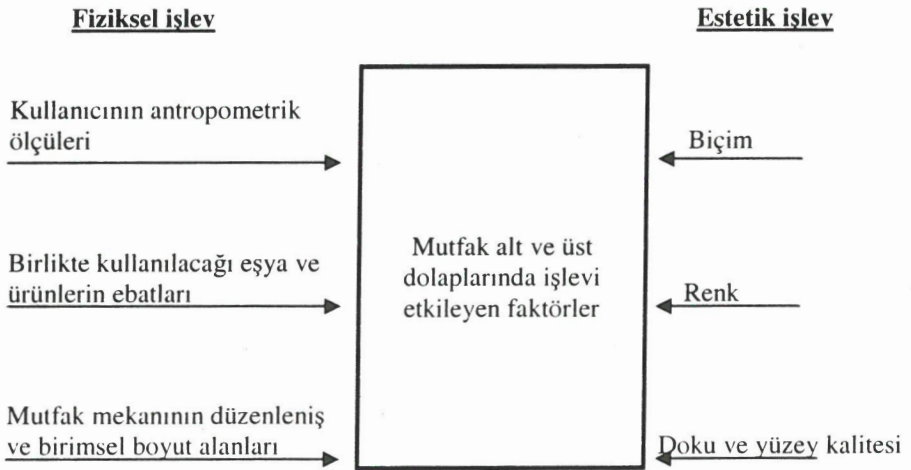 Fiziksel işlev
Estetik işlev
Kullanıcının antropometrik
ölçüleri
Biçim
Birlikte kullanılacağı eşya ve
ürünlerin ebatları
Mutfak alt ve üst
dolaplarında işlevi
etkileyen faktörler
Renk
Mutfak mekanının düzenleniş
ve birimsel boyut alanları
Doku ve yüzey kalitesi